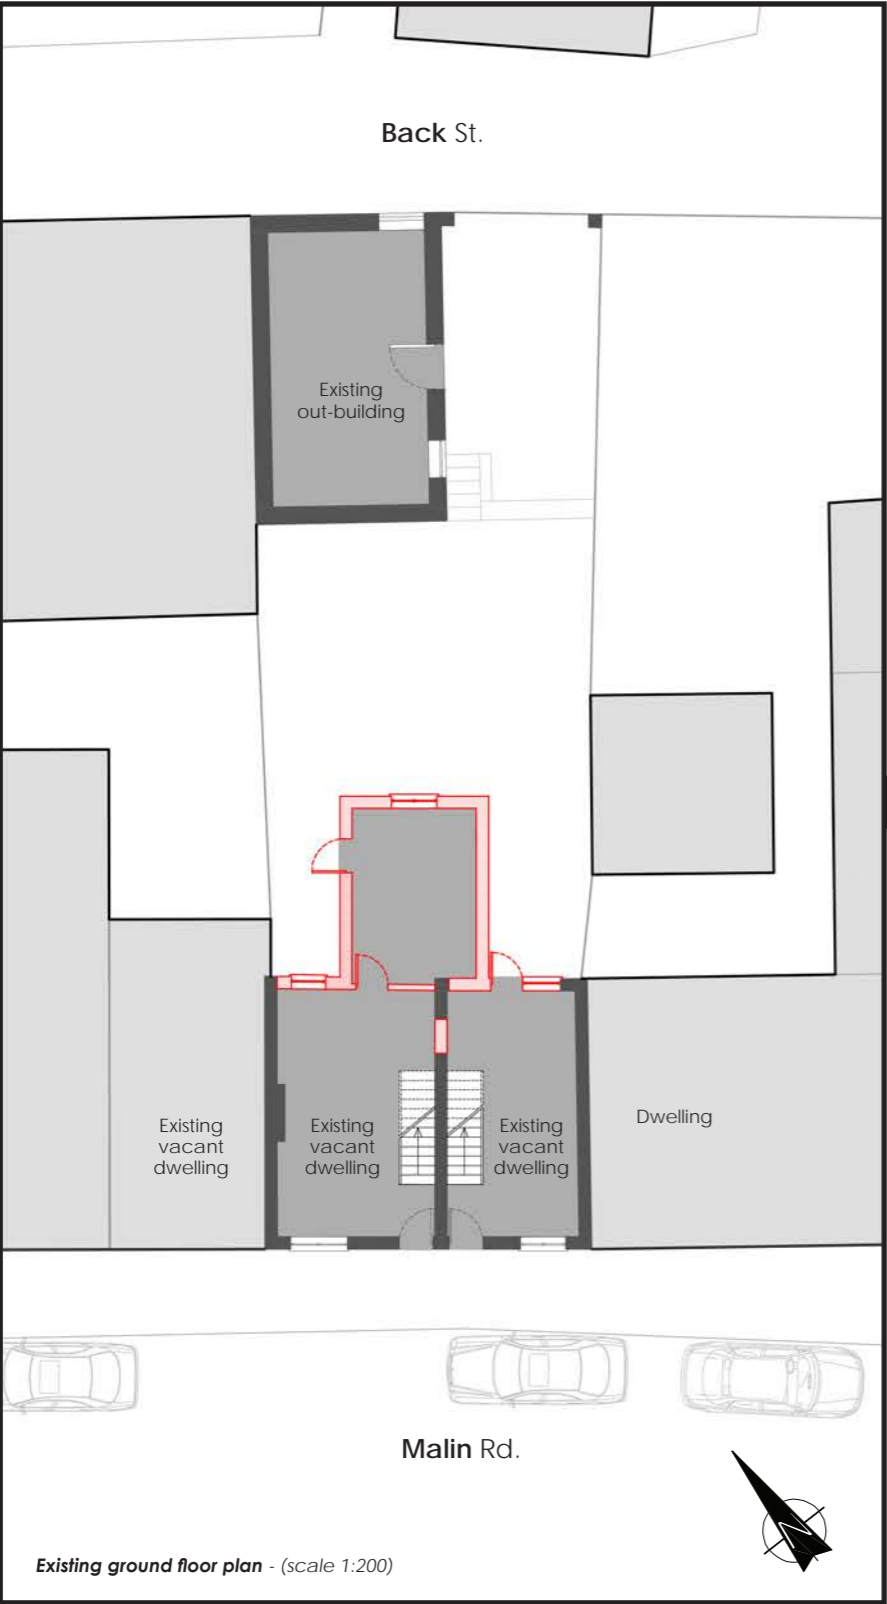 Back St.
Existing
out-building
Existing
vacant
dwelling
Existing
vacant
dwelling
Existing
vacant
dwelling
Dwelling
Malin Rd.
N
Existing ground floor plan - (scale 1:200)